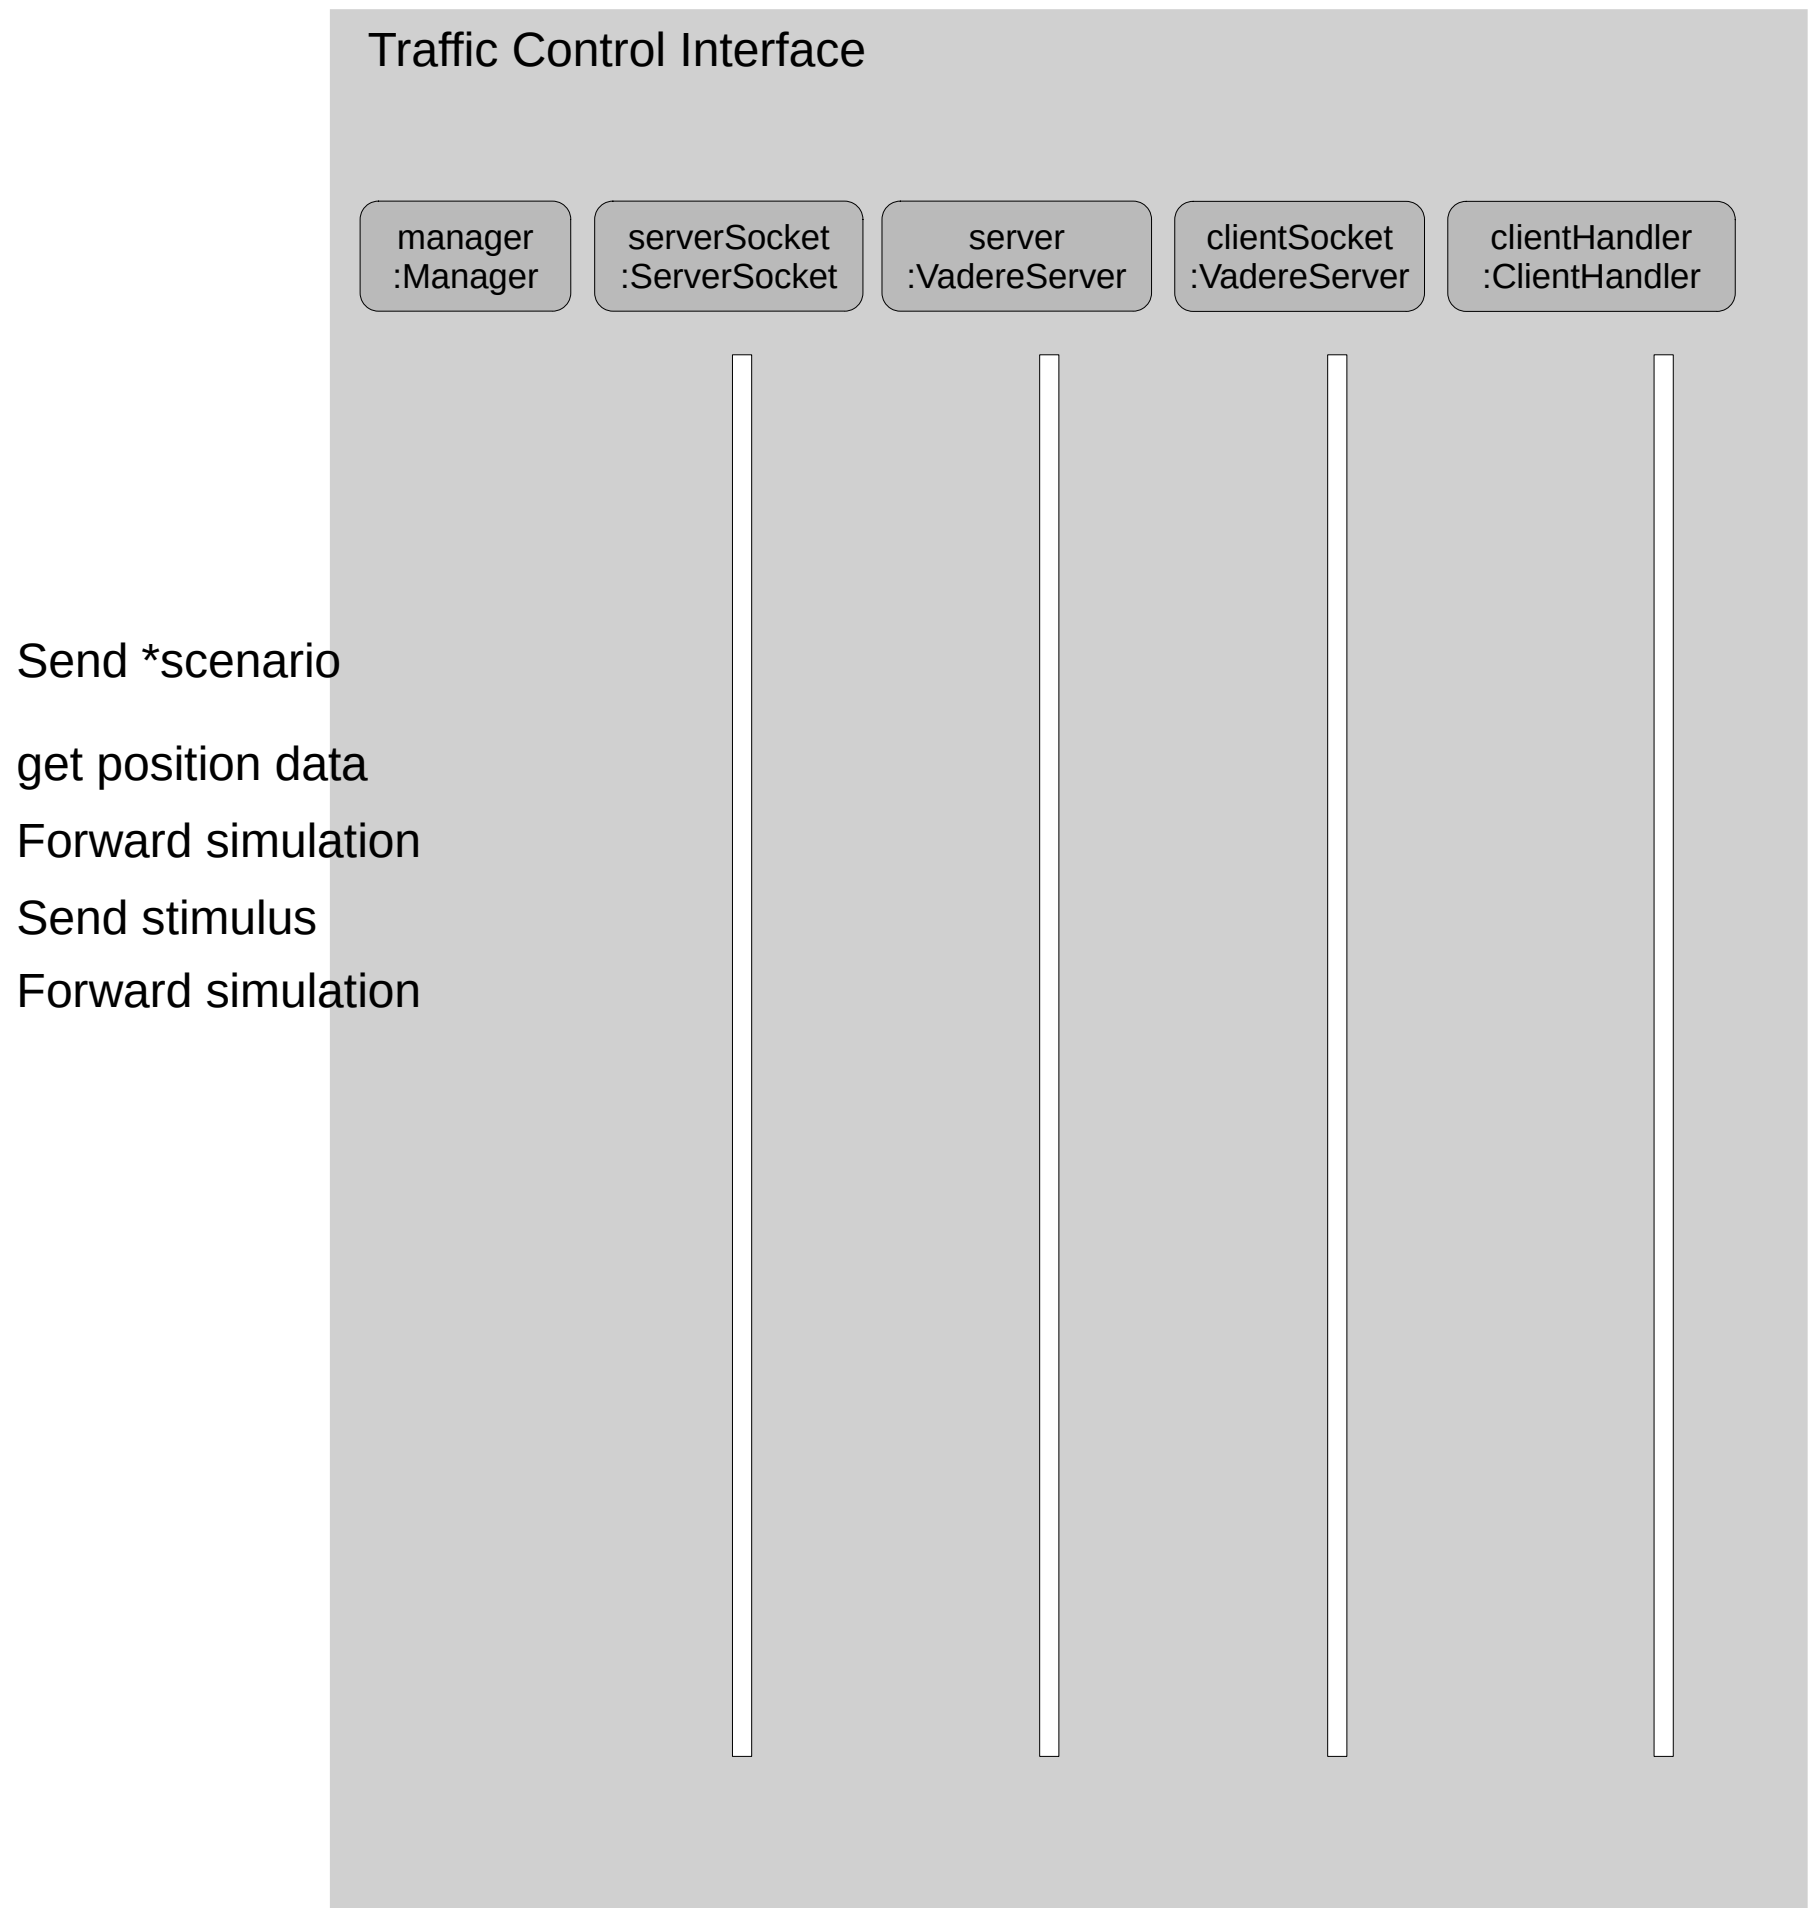 Traffic Control Interface
manager
:Manager
serverSocket
:ServerSocket
server
:VadereServer
clientSocket
:VadereServer
clientHandler
:ClientHandler
Send *scenario
get position data
Forward simulation
Send stimulus
Forward simulation